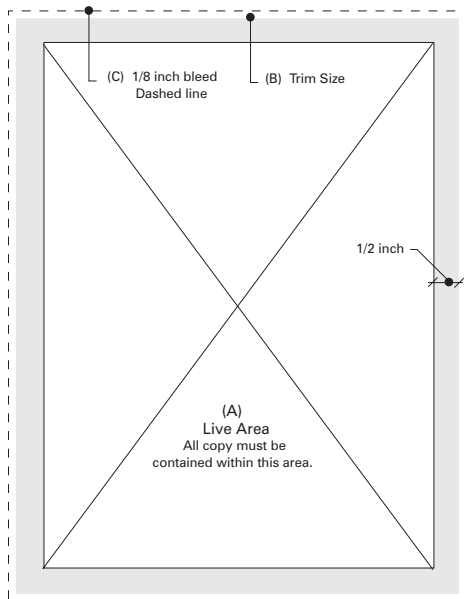 (C) 1/8 inch bleed
Dashed line
(B) Trim Size
1/2 inch
(A)
Live Area
All copy must be
contained within this area.